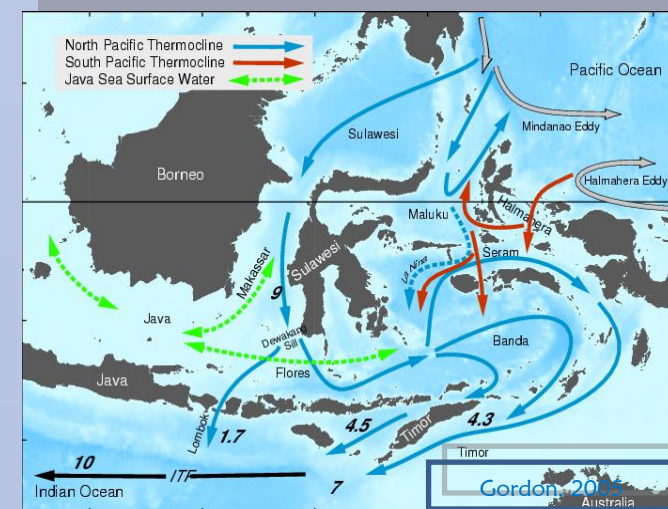 North Pacific Thermocline
South Pacific Thermocline
Java Sea Surface Water
Pacific Ocean
Mindanao Eddy
Sulawesi
Borneo
Halmahera Eddy
Maluku
Halmahera
Makassar
Sulawesi
Seram
La Nina
9
Java
Dewakang
Sill
Banda
Flores
Java
Lombok
1.7
4.5
Timor
4.3
Timor
10
ITF
7
Indian Ocean
Gordon, 2005
Australia